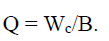 Q = Wc/B.